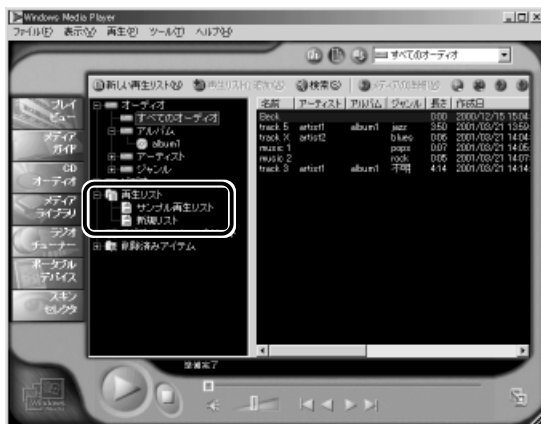 Windows Media Player
ファイル(F) 表示(V) 再生(P) ツール(T) ヘルプ(H)
すべてのオーディオ
新しい再生リスト(W) 検索(S)
プレイビュー
メディアガイド
CDオーディオ
メディアライブラリ
ラジオチューナー
ポータブルデバイス
スキンセレクタ
オーディオ
すべてのオーディオ
アルバム
album1
アーティスト
ジャンル
再生リスト
サンプル再生リスト
新規リスト
削除済みアイテム
名前 アーティスト アルバム ジャンル 長さ 作成日
Beck 0:00 2000/12/15 15:04
track 5 artist1 album1 jazz 3:50 2001/03/21 13:59
track X artist2 blues 0:06 2001/03/21 14:04
music 1 pops 0:07 2001/03/21 14:05
music 2 rock 0:05 2001/03/21 14:07
track 3 artist1 album1 不明 4:14 2001/03/21 14:14
準備完了